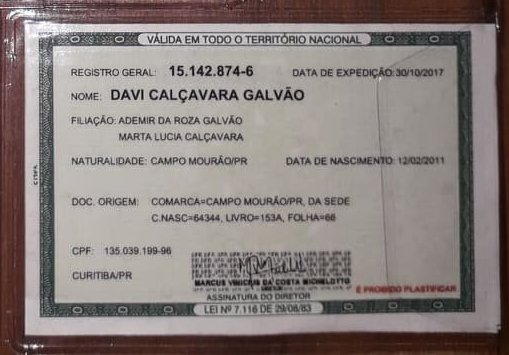 VÁLIDA EM TODO O TERRITÓRIO NACIONAL
REGISTRO GERAL: 15.142.874-6 DATA DE EXPEDIÇÃO: 30/10/2017
NOME: DAVI CALÇAVARA GALVÃO
FILIAÇÃO: ADEMIR DA ROZA GALVÃO
MARTA LUCIA CALÇAVARA
NATURALIDADE: CAMPO MOURÃO/PR DATA DE NASCIMENTO: 12/02/2011
DOC. ORIGEM: COMARCA=CAMPO MOURÃO/PR, DA SEDE
C.NASC=64344, LIVRO=153A, FOLHA=66
CPF: 135.039.199-96
CURITIBA/PR
MARCUS VINICIUS DA COSTA MICHELOTTO
É PROIBIDO PLASTIFICAR
ASSINATURA DO DIRETOR
LEI Nº 7.116 DE 29/08/83